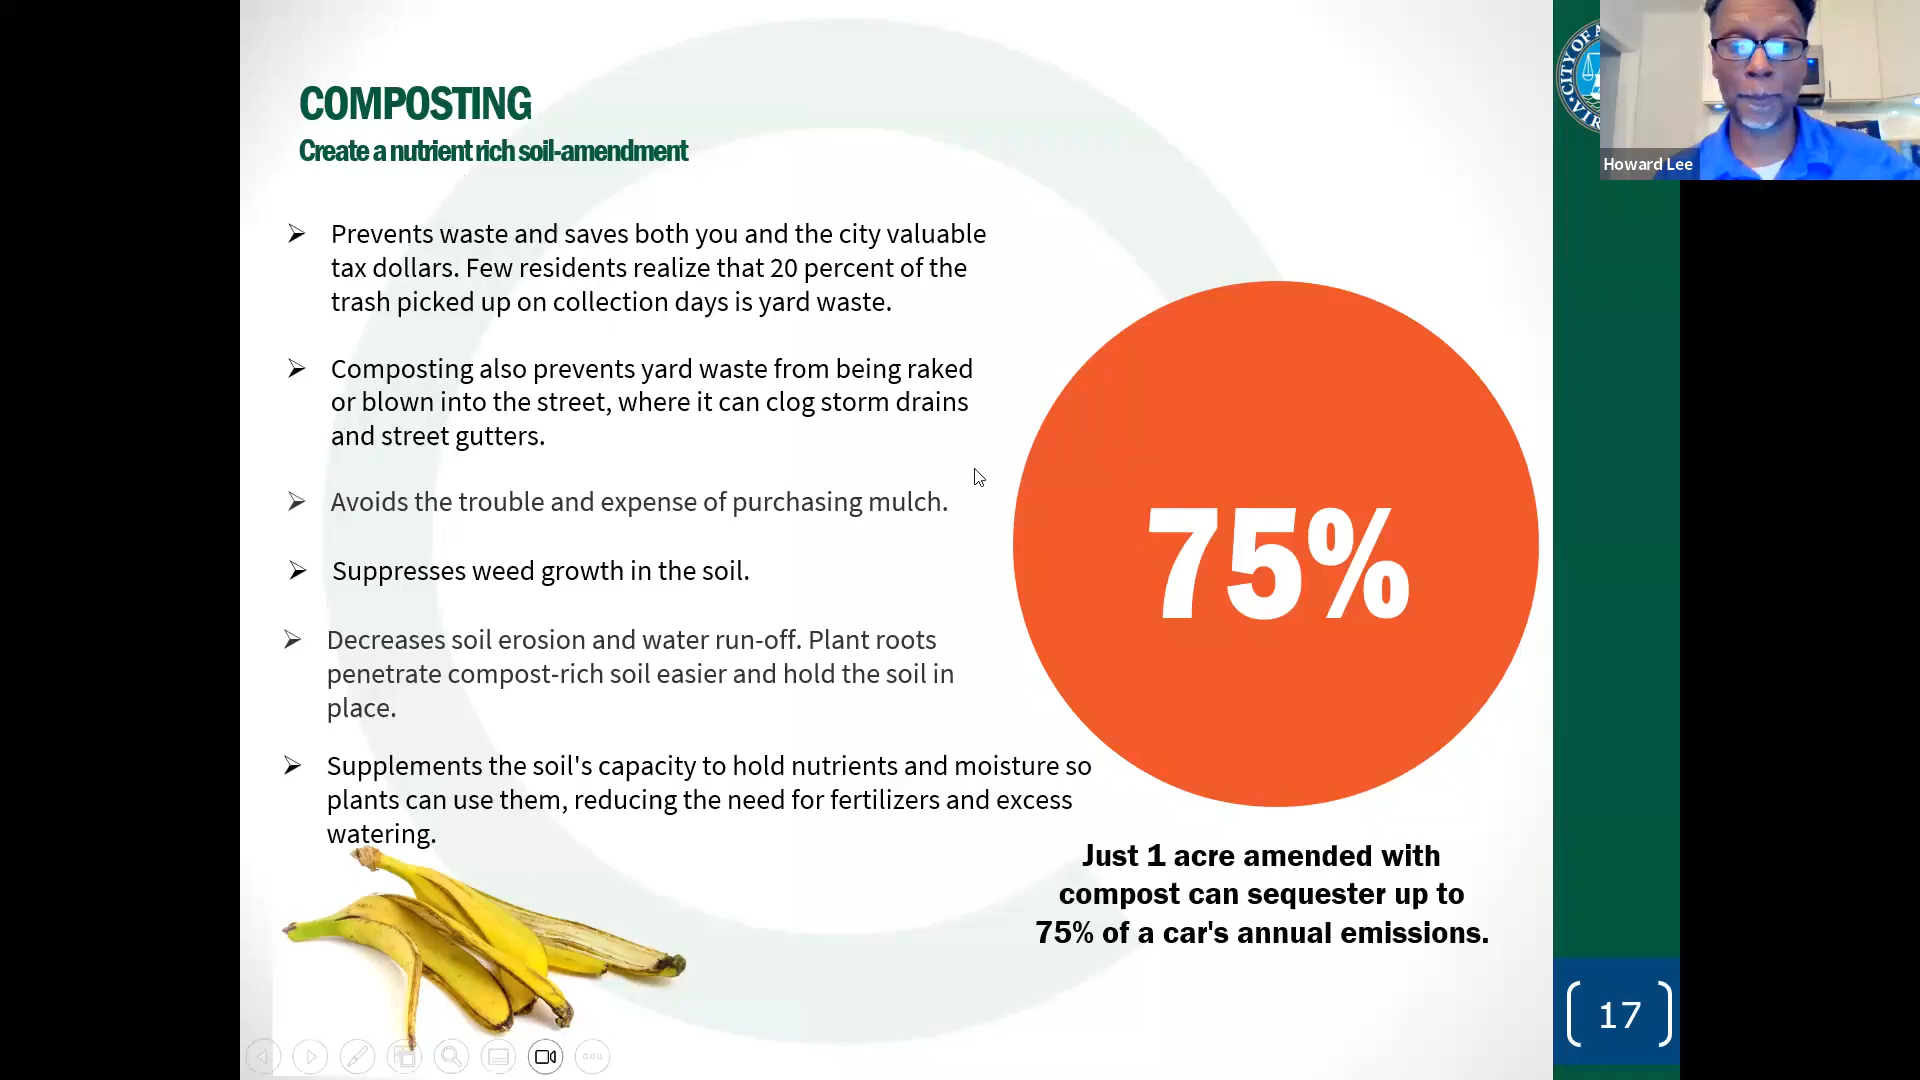 COMPOSTING
Create a nutrient rich soil-amendment
Prevents waste and saves both you and the city valuable
tax dollars. Few residents realize that 20 percent of the
trash picked up on collection days is yard waste.
Composting also prevents yard waste from being raked
or blown into the street, where it can clog storm drains
and street gutters.
Avoids the trouble and expense of purchasing mulch.
Suppresses weed growth in the soil.
Decreases soil erosion and water run-off. Plant roots
penetrate compost-rich soil easier and hold the soil in
place.
Supplements the soil's capacity to hold nutrients and moisture so
plants can use them, reducing the need for fertilizers and excess
watering.
75%
Just 1 acre amended with
compost can sequester up to
75% of a car's annual emissions.
CITY OF
Howard Lee
17